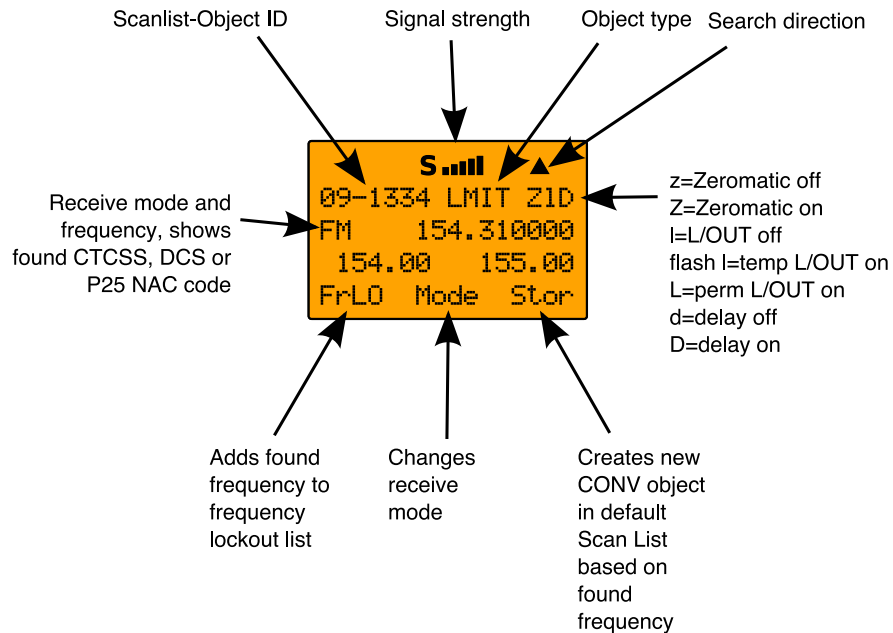 Scanlist-Object ID
Signal strength
Object type
Search direction
S
09-1334 LMIT ZlD
FM 154.310000
154.00 155.00
FrLO Mode Stor
Receive mode and
frequency, shows
found CTCSS, DCS or
P25 NAC code
z=Zeromatic off
Z=Zeromatic on
l=L/OUT off
flash l=temp L/OUT on
L=perm L/OUT on
d=delay off
D=delay on
Adds found
frequency to
frequency
lockout list
Changes
receive
mode
Creates new
CONV object
in default
Scan List
based on
found
frequency